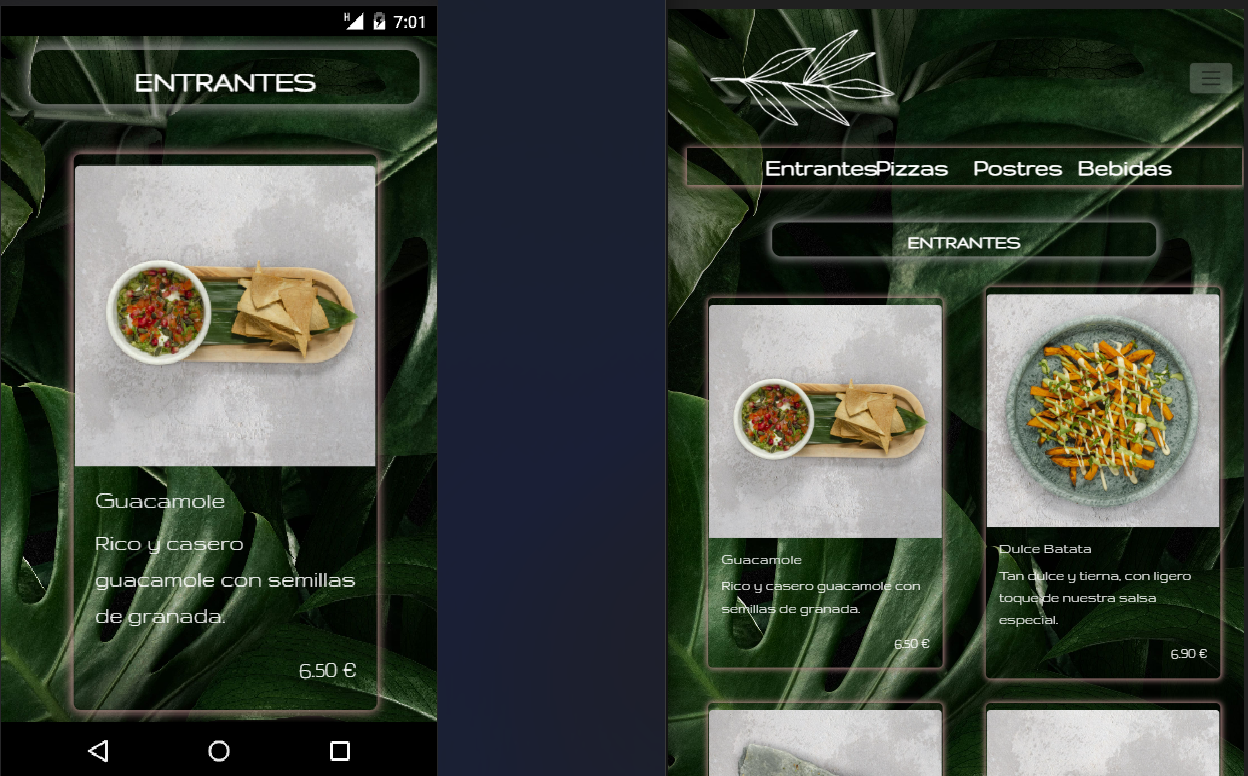 H 7:01
ENTRANTES
Guacamole
Rico y casero
guacamole con semillas
de granada.
6.50 €
Entrantes Pizzas Postres Bebidas
ENTRANTES
Guacamole
Rico y casero guacamole con
semillas de granada.
6.50 €
Dulce Batata
Tan dulce y tierna, con ligero
toque de nuestra salsa
especial.
6.90 €